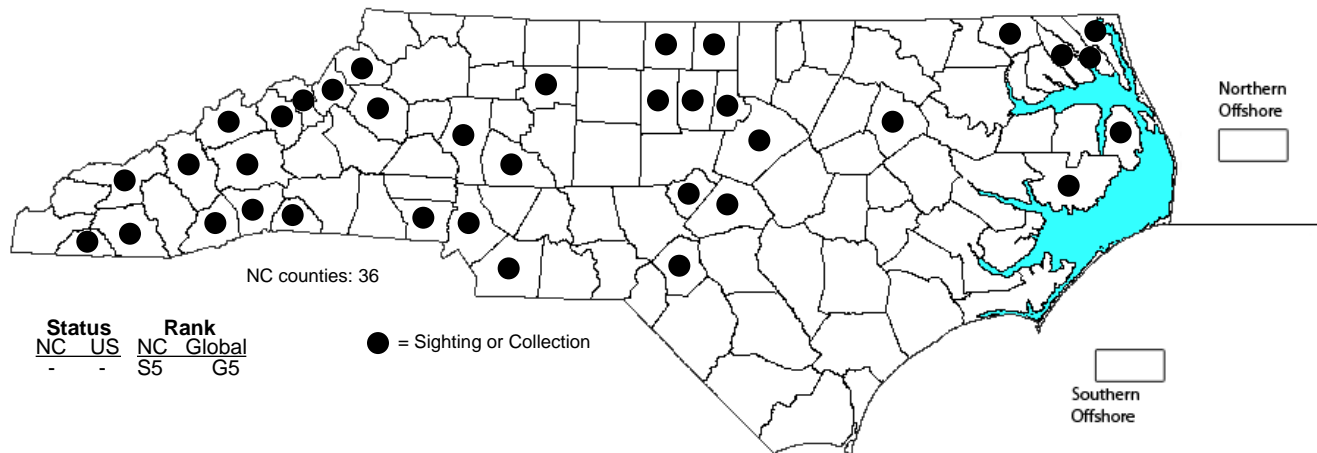 Northern
Offshore
NC counties: 36
Status Rank
NC US NC Global
- - S5 G5
= Sighting or Collection
Southern
Offshore